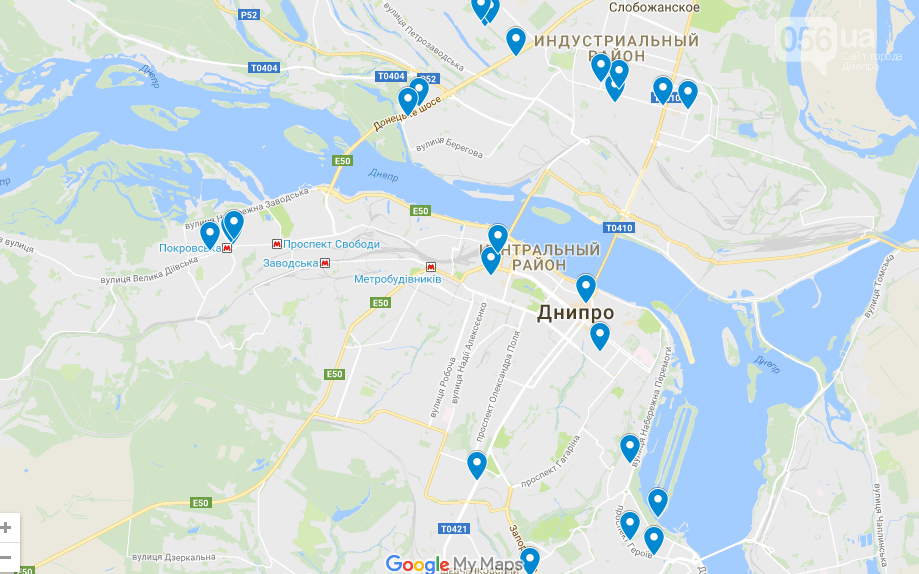 P52
Слобожанское
вулиця Петрозаводська
ИНДУСТРИАЛЬНЫЙ
РАЙОН
056 ua
Сайт города
Днепра
T0404
T0404
P52
Днепр
Донецьке шосе
вулиця Берегова
E50
Днепр
вулиця Набережна Заводська
E50
T0410
Покровська
Проспект Свободи
Заводська
Метробудівників
ЦЕНТРАЛЬНЫЙ
РАЙОН
вулиця Велика Діївська
вулиця Томська
E50
Днипро
вулиця Робоча
вулиця Надії Алексєєнко
проспект Олександра Поля
вулиця Набережна Перемоги
Днепр
E50
проспект Гагаріна
E50
T0421
проспект Героїв
вулиця Чаплинська
вулиця Дзеркальна
E50
Google My Maps